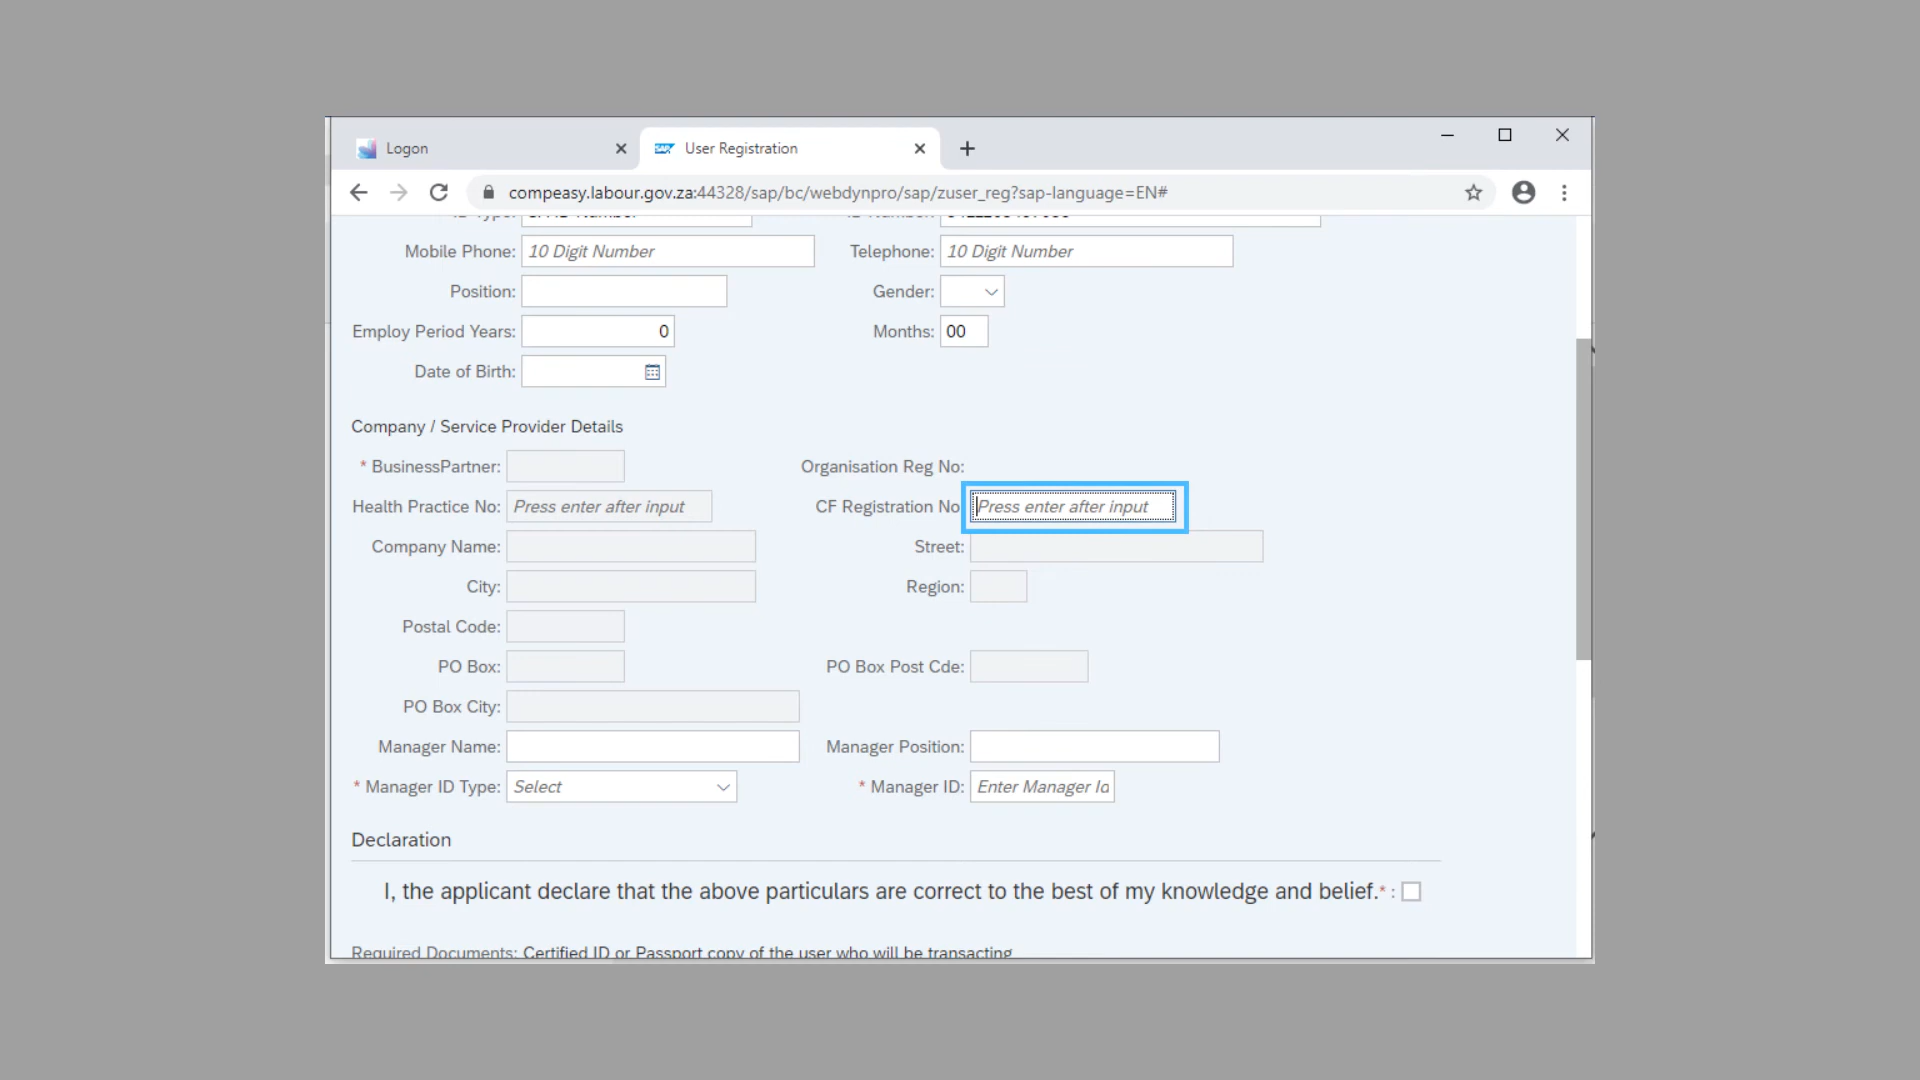 Logon
SAP User Registration
compeasy.labour.gov.za:44328/sap/bc/webdynpro/sap/zuser_reg?sap-language=EN#
Mobile Phone: 10 Digit Number Telephone: 10 Digit Number
Position: Gender:
Employ Period Years: 0 Months: 00
Date of Birth:
Company / Service Provider Details
* BusinessPartner: Organisation Reg No:
Health Practice No: Press enter after input CF Registration No Press enter after input
Company Name: Street:
City: Region:
Postal Code:
PO Box: PO Box Post Cde:
PO Box City:
Manager Name: Manager Position:
* Manager ID Type: Select * Manager ID: Enter Manager Id
Declaration
I, the applicant declare that the above particulars are correct to the best of my knowledge and belief.* :
Required Documents: Certified ID or Passport copy of the user who will be transacting